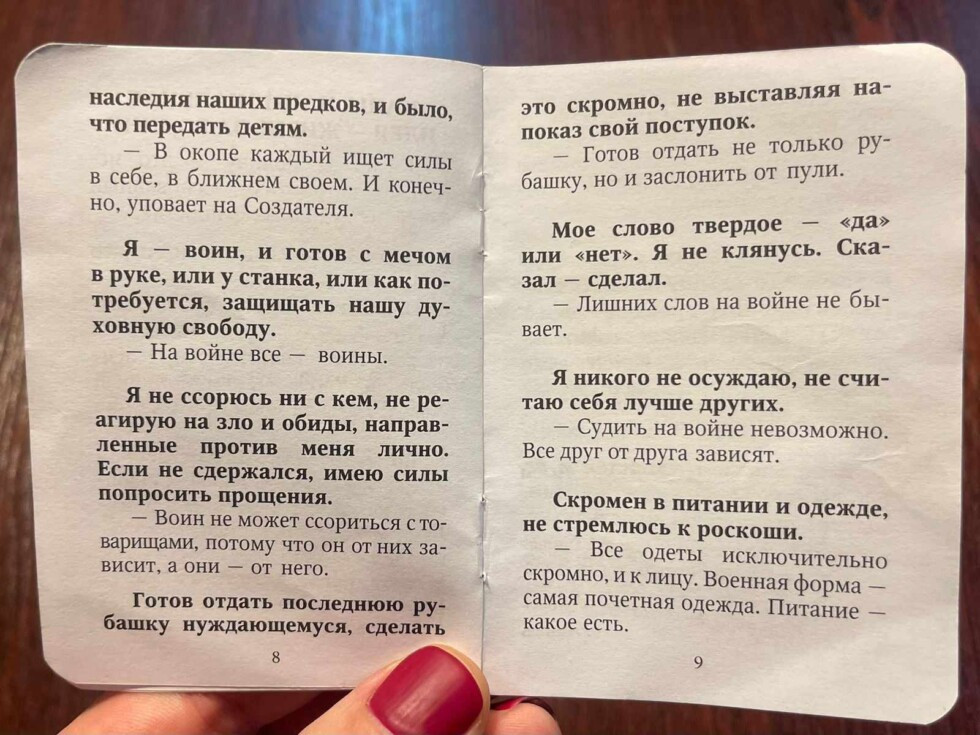 наследия наших предков, и было,
что передать детям.
— В окопе каждый ищет силы
в себе, в ближнем своем. И конеч-
но, уповает на Создателя.
Я — воин, и готов с мечом
в руке, или у станка, или как по-
требуется, защищать нашу ду-
ховную свободу.
— На войне все — воины.
Я не ссорюсь ни с кем, не ре-
агирую на зло и обиды, направ-
ленные против меня лично.
Если не сдержался, имею силы
попросить прощения.
— Воин не может ссориться с то-
варищами, потому что он от них за-
висит, а они — от него.
Готов отдать последнюю ру-
башку нуждающемуся, сделать
8
это скромно, не выставляя на-
показ свой поступок.
— Готов отдать не только ру-
башку, но и заслонить от пули.
Мое слово твердое — «да»
или «нет». Я не клянусь. Ска-
зал — сделал.
— Лишних слов на войне не бы-
вает.
Я никого не осуждаю, не счи-
таю себя лучше других.
— Судить на войне невозможно.
Все друг от друга зависят.
Скромен в питании и одежде,
не стремлюсь к роскоши.
— Все одеты исключительно
скромно, и к лицу. Военная форма —
самая почетная одежда. Питание —
какое есть.
9